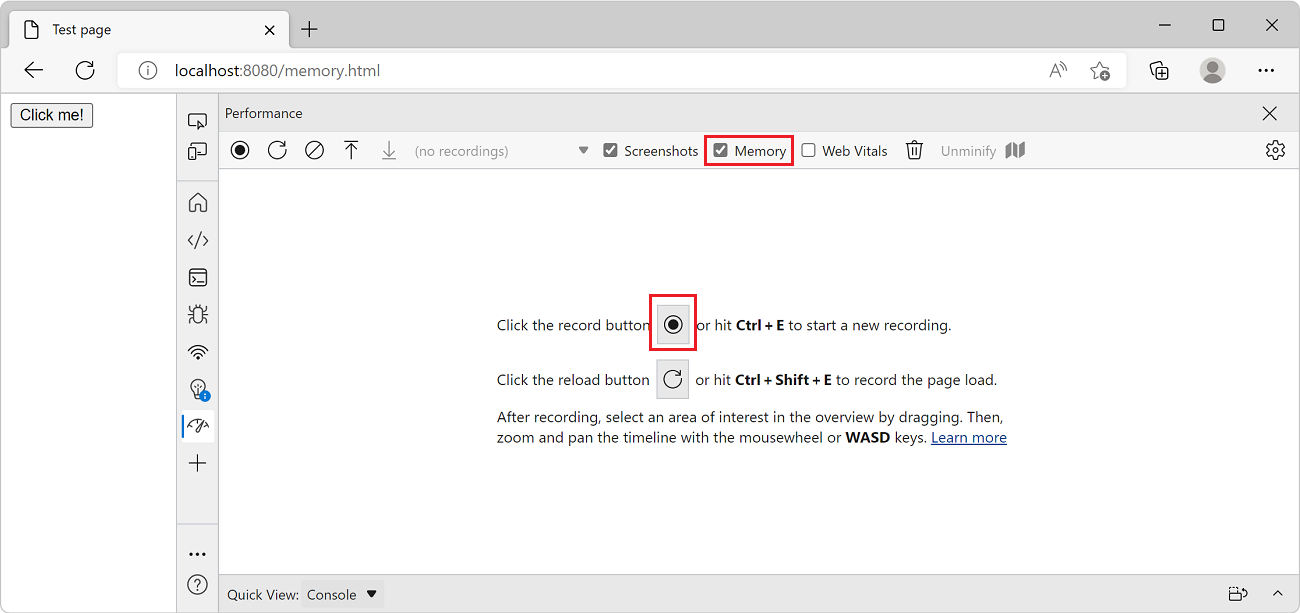 Test page
localhost:8080/memory.html
Click me!
Performance
(no recordings) Screenshots Memory Web Vitals Unminify
Click the record button or hit Ctrl + E to start a new recording.
Click the reload button or hit Ctrl + Shift + E to record the page load.
After recording, select an area of interest in the overview by dragging. Then,
zoom and pan the timeline with the mousewheel or WASD keys. Learn more
Quick View: Console